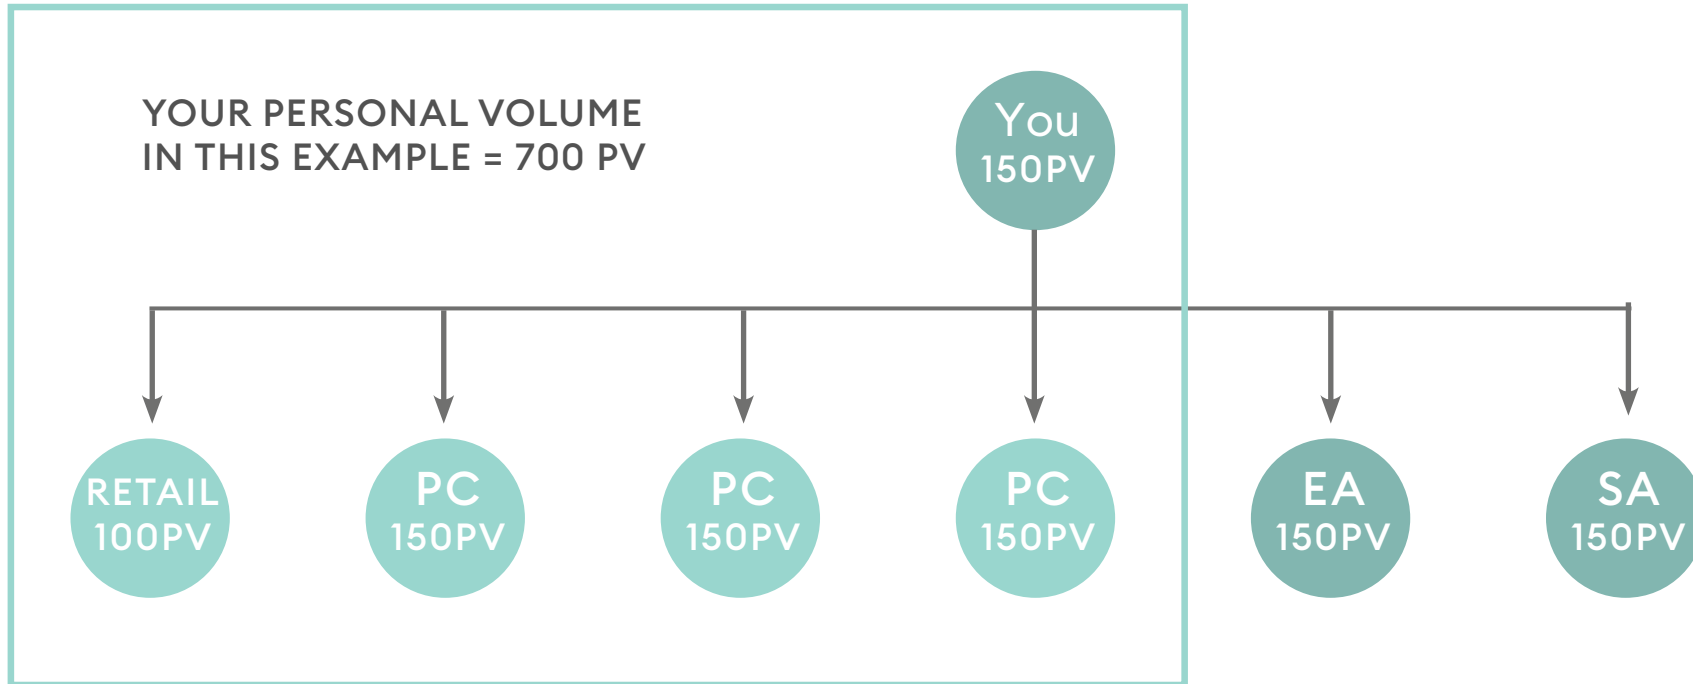 YOUR PERSONAL VOLUME
IN THIS EXAMPLE = 700 PV
You
150PV
RETAIL
100PV
PC
150PV
PC
150PV
PC
150PV
EA
150PV
SA
150PV